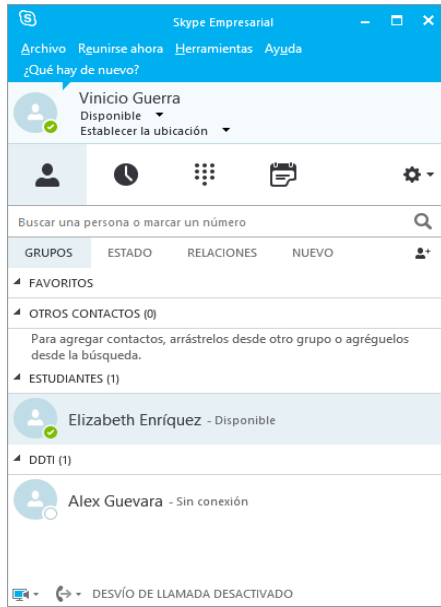 Skype Empresarial
Archivo Reunirse ahora Herramientas Ayuda
¿Qué hay de nuevo?
Vinicio Guerra
Disponible
Establecer la ubicación
Buscar una persona o marcar un número
GRUPOS ESTADO RELACIONES NUEVO
FAVORITOS
OTROS CONTACTOS (0)
Para agregar contactos, arrástrelos desde otro grupo o agréguelos
desde la búsqueda.
ESTUDIANTES (1)
Elizabeth Enríquez - Disponible
DDTI (1)
Alex Guevara - Sin conexión
DESVÍO DE LLAMADA DESACTIVADO